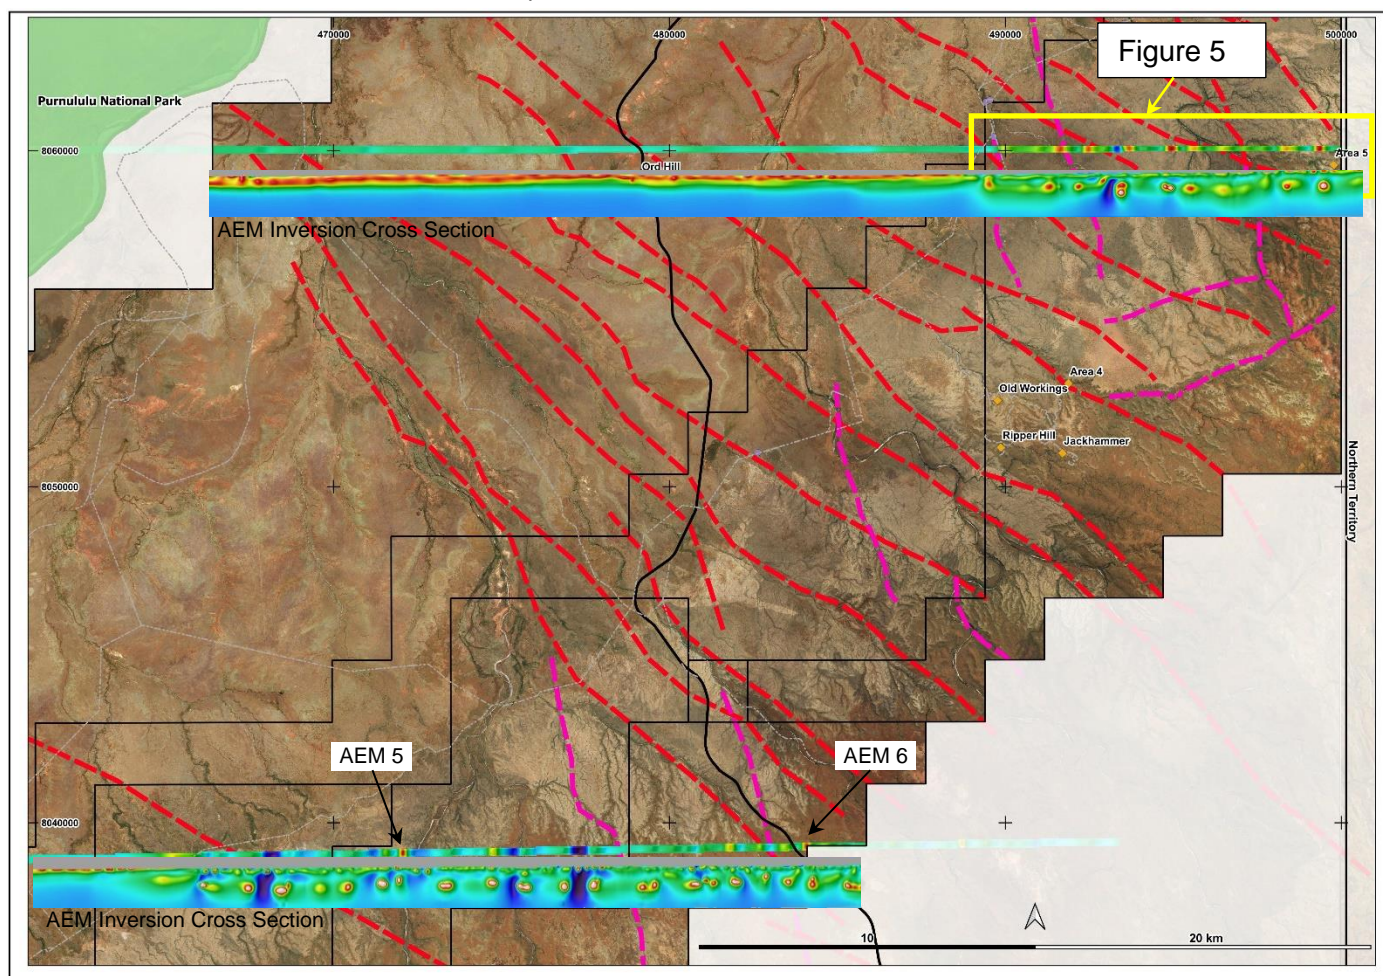 470000
480000
490000
500000
Figure 5
Purnululu National Park
8060000
Ord Hill
Area 5
AEM Inversion Cross Section
Area 4
Old Workings
Ripper Hill
Jackhammer
Northern Territory
8050000
AEM 5
AEM 6
8040000
AEM Inversion Cross Section
10
20 km